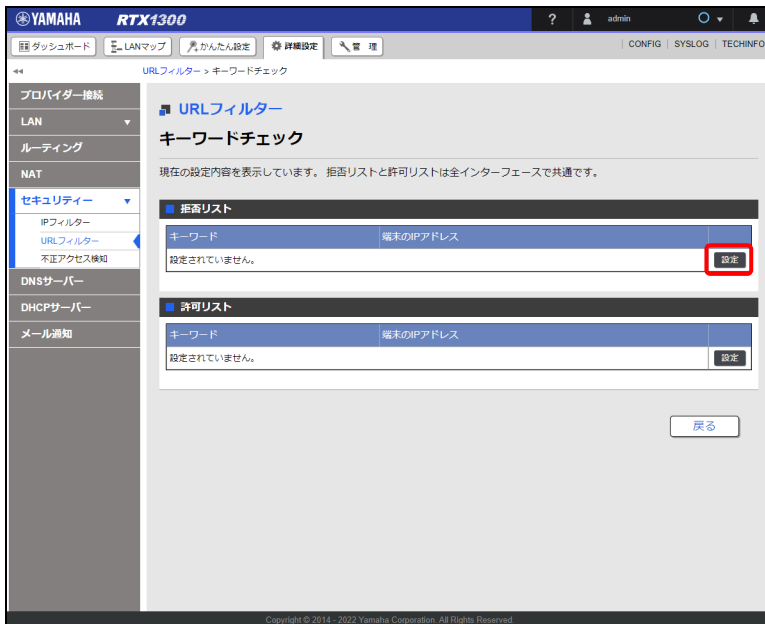 YAMAHA RTX1300 ? admin
ダッシュボード LANマップ かんたん設定 詳細設定 管 理 CONFIG SYSLOG TECHINFO
URLフィルター > キーワードチェック
プロバイダー接続
LAN
ルーティング
NAT
セキュリティー
IPフィルター
URLフィルター
不正アクセス検知
DNSサーバー
DHCPサーバー
メール通知
URLフィルター
キーワードチェック
現在の設定内容を表示しています。 拒否リストと許可リストは全インターフェースで共通です。
拒否リスト
キーワード 端末のIPアドレス
設定されていません。 設定
許可リスト
キーワード 端末のIPアドレス
設定されていません。 設定
戻る
Copyright © 2014 - 2022 Yamaha Corporation. All Rights Reserved.